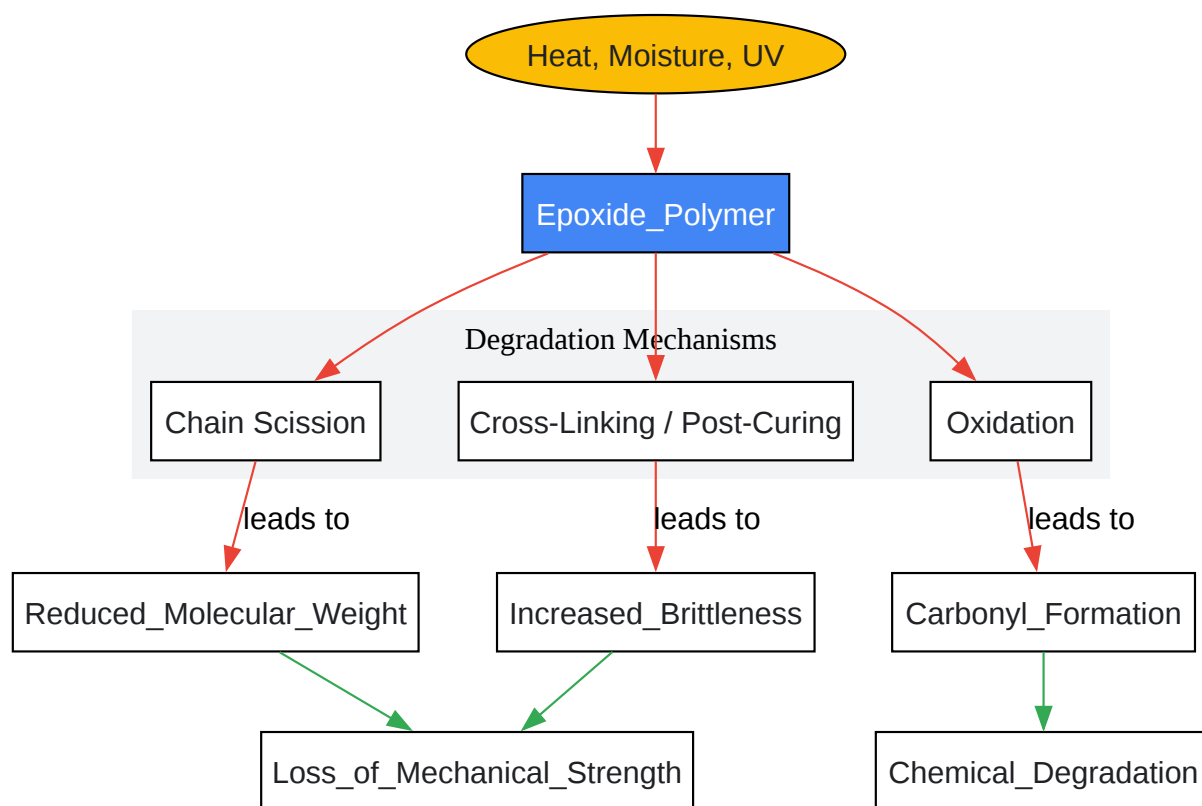 Heat, Moisture, UV
Epoxide_Polymer
Degradation Mechanisms
Chain Scission
Cross-Linking / Post-Curing
Oxidation
leads to
leads to
leads to
Reduced_Molecular_Weight
Increased_Brittleness
Carbonyl_Formation
Loss_of_Mechanical_Strength
Chemical_Degradation